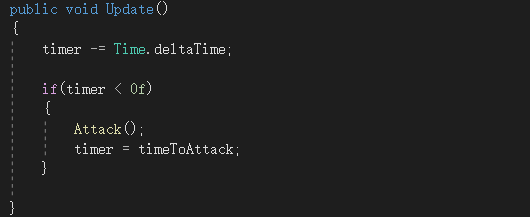 public void Update()
{
timer -= Time.deltaTime;
if(timer < 0f)
{
Attack();
timer = timeToAttack;
}
}